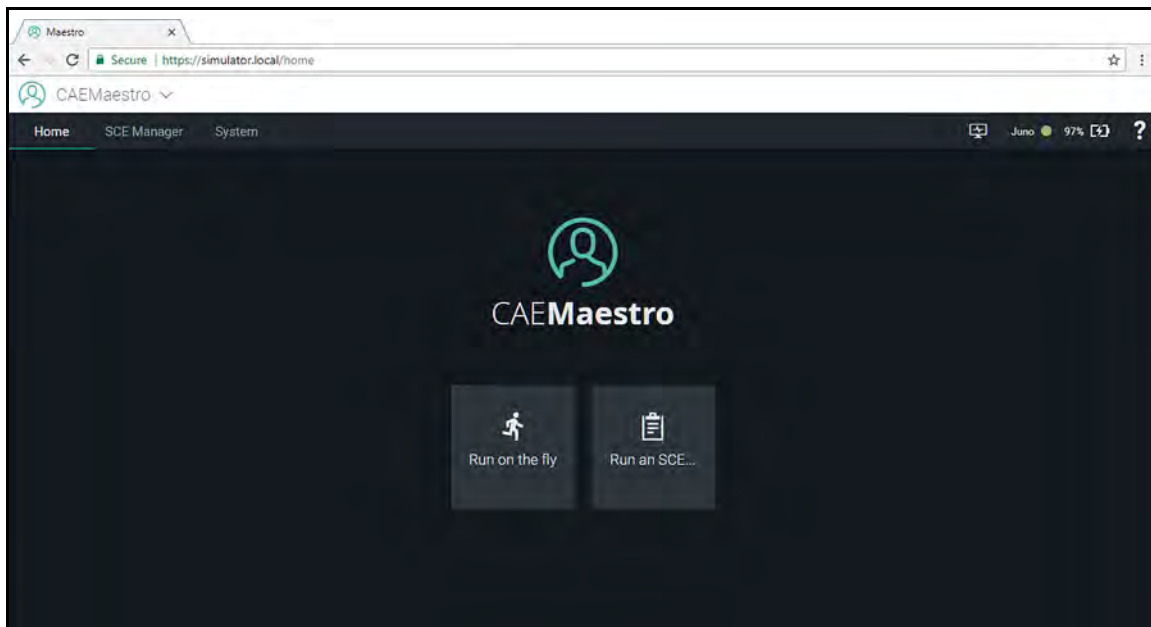 Maestro
Secure | https://simulator.local/home
CAEMaestro
Home SCE Manager System Juno 97% ?
CAEMaestro
Run on the fly Run an SCE...